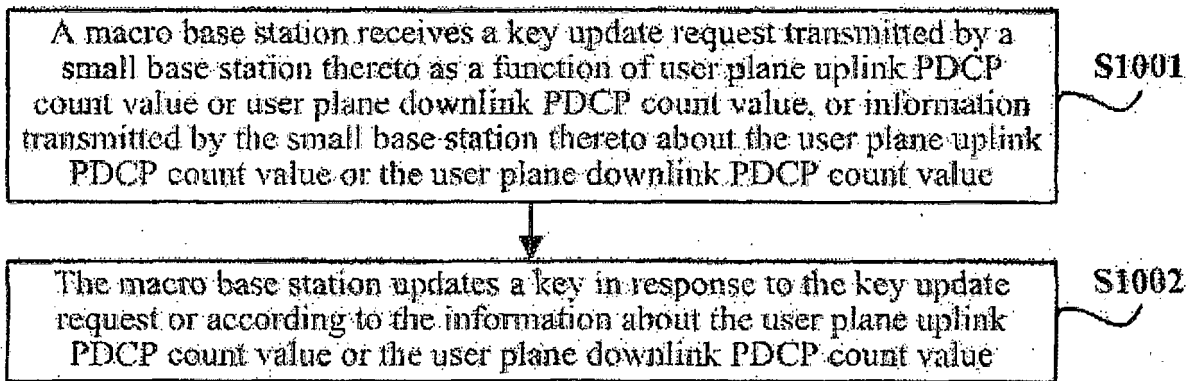 A macro base station receives a key update request transmitted by a
small base station thereto as a function of user plane uplink PDCP
count value or user plane downlink PDCP count value, or information
transmitted by the small base station thereto about the user plane uplink
PDCP count value or the user plane downlink PDCP count value
S1001
The macro base station updates a key in response to the key update
request or according to the information about the user plane uplink
PDCP count value or the user plane downlink PDCP count value
S1002